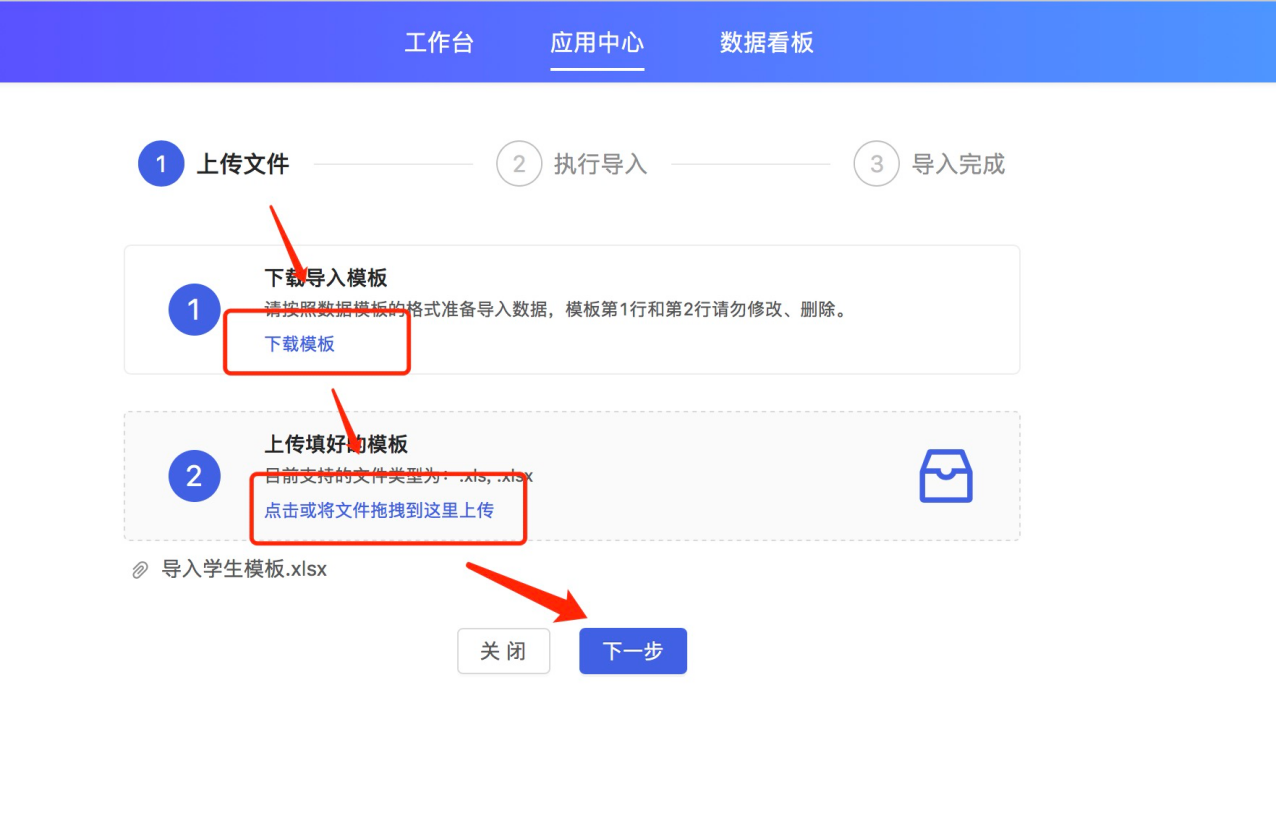 工作台 应用中心 数据看板
1 上传文件 2 执行导入 3 导入完成
下载导入模板
1 请按照数据模板的格式准备导入数据，模板第1行和第2行请勿修改、删除。
下载模板
上传填好的模板
2 目前支持的文件类型为：.xls, .xlsx
点击或将文件拖拽到这里上传
导入学生模板.xlsx
关 闭 下一步